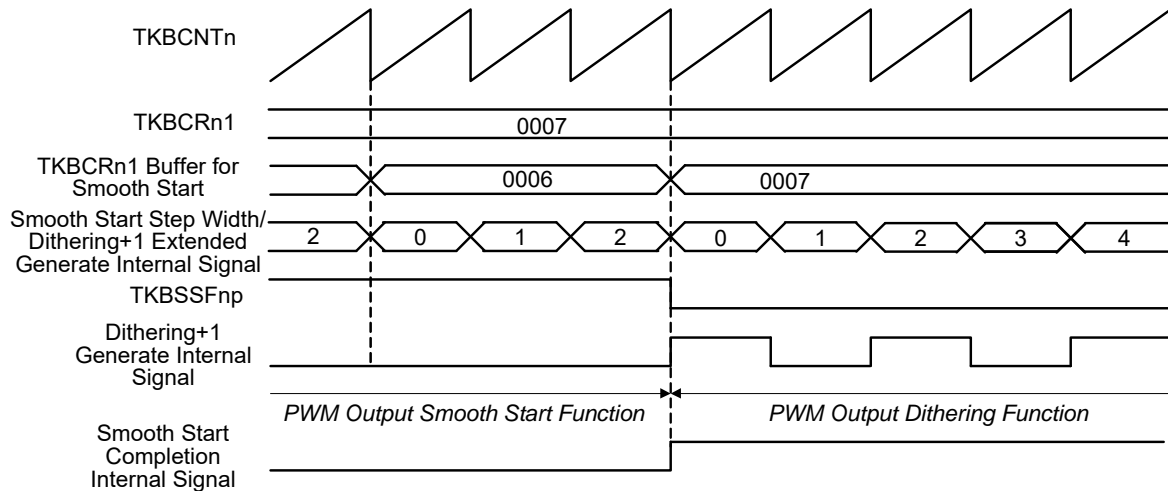 TKBCNTn
TKBCRn1
0007
TKBCRn1 Buffer for
Smooth Start
0006
0007
Smooth Start Step Width/
Dithering+1 Extended
Generate Internal Signal
2 0 1 2 0 1 2 3 4
TKBSSFnp
Dithering+1
Generate Internal
Signal
PWM Output Smooth Start Function
PWM Output Dithering Function
Smooth Start
Completion
Internal Signal